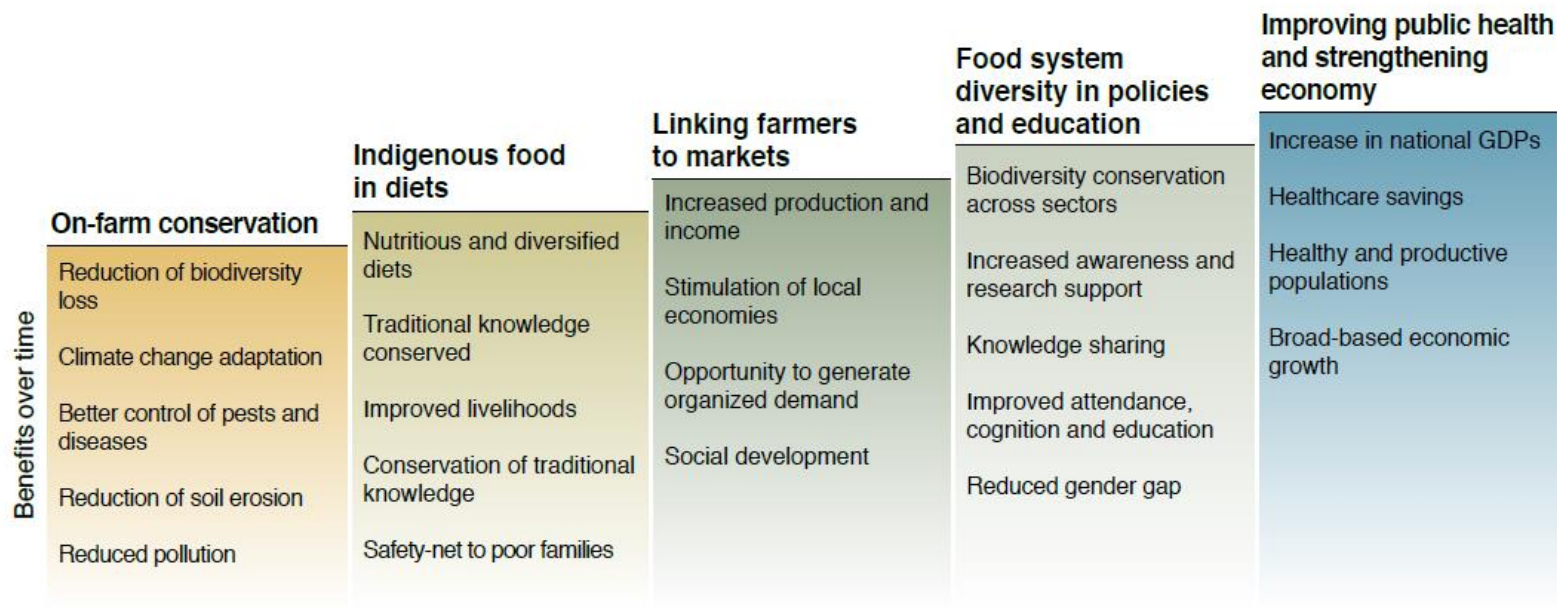 Benefits over time
On-farm conservation
Reduction of biodiversity
loss
Climate change adaptation
Better control of pests and
diseases
Reduction of soil erosion
Reduced pollution
Indigenous food
in diets
Nutritious and diversified
diets
Traditional knowledge
conserved
Improved livelihoods
Conservation of traditional
knowledge
Safety-net to poor families
Linking farmers
to markets
Increased production and
income
Stimulation of local
economies
Opportunity to generate
organized demand
Social development
Food system
diversity in policies
and education
Biodiversity conservation
across sectors
Increased awareness and
research support
Knowledge sharing
Improved attendance,
cognition and education
Reduced gender gap
Improving public health
and strengthening
economy
Increase in national GDPs
Healthcare savings
Healthy and productive
populations
Broad-based economic
growth